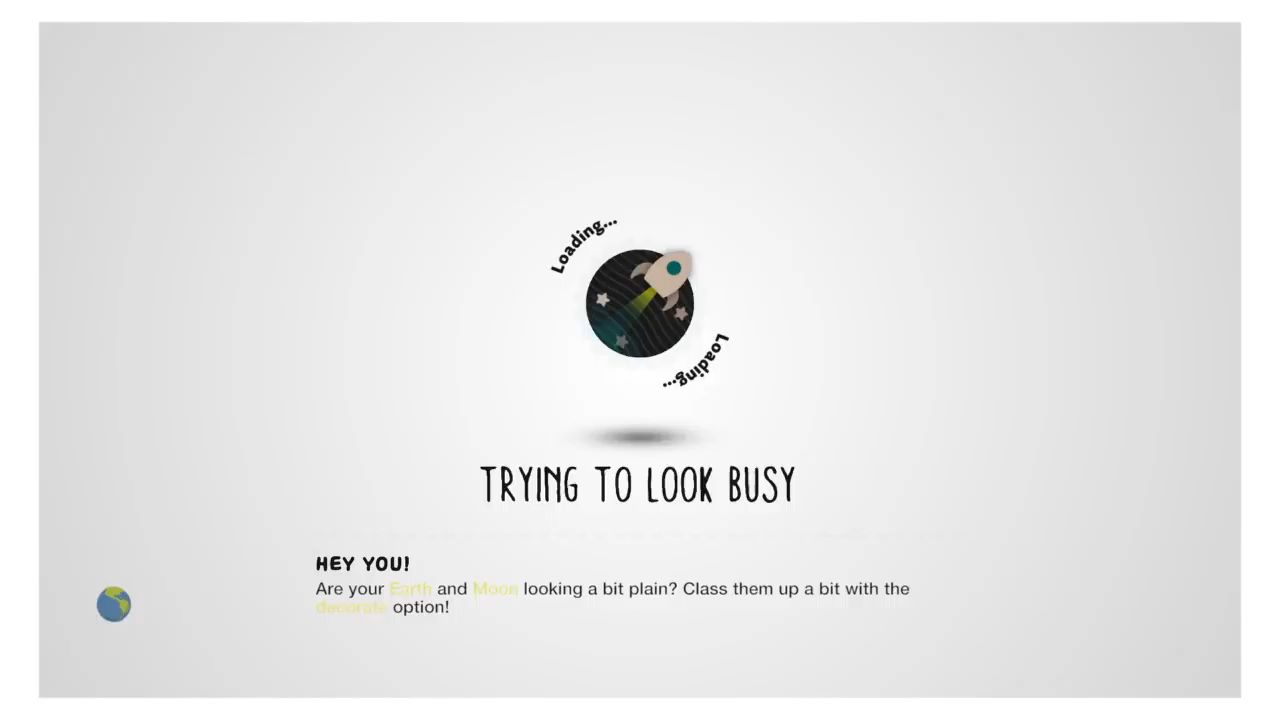 Loading...
Loading...
TRYING TO LOOK BUSY
HEY YOU!
Are your Earth and Moon looking a bit plain? Class them up a bit with the
decorate option!